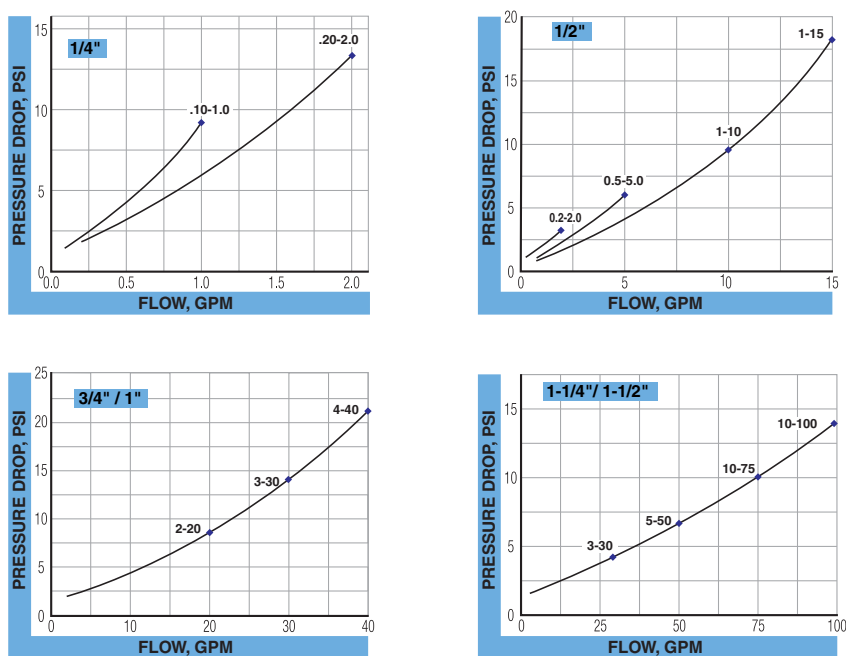 1/4"
PRESSURE DROP, PSI
15
10
5
0
.20-2.0
.10-1.0
0.0 0.5 1.0 1.5 2.0
FLOW, GPM
1/2"
PRESSURE DROP, PSI
20
15
10
5
0
1-15
1-10
0.5-5.0
0.2-2.0
0 5 10 15
FLOW, GPM
3/4" / 1"
PRESSURE DROP, PSI
25
20
15
10
5
0
4-40
3-30
2-20
0 10 20 30 40
FLOW, GPM
1-1/4"/ 1-1/2"
PRESSURE DROP, PSI
15
10
5
0
10-100
10-75
5-50
3-30
0 25 50 75 100
FLOW, GPM